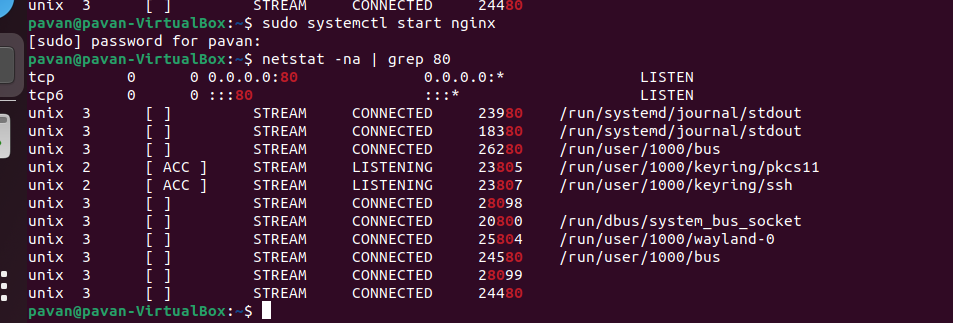 unix 3 [ ] STREAM CONNECTED 24480
pavan@pavan-VirtualBox:~$ sudo systemctl start nginx
[sudo] password for pavan:
pavan@pavan-VirtualBox:~$ netstat -na | grep 80
tcp 0 0 0.0.0.0:80 0.0.0.0:* LISTEN
tcp6 0 0 :::80 :::* LISTEN
unix 3 [ ] STREAM CONNECTED 23980 /run/systemd/journal/stdout
unix 3 [ ] STREAM CONNECTED 18380 /run/systemd/journal/stdout
unix 3 [ ] STREAM CONNECTED 26280 /run/user/1000/bus
unix 2 [ ACC ] STREAM LISTENING 23805 /run/user/1000/keyring/pkcs11
unix 2 [ ACC ] STREAM LISTENING 23807 /run/user/1000/keyring/ssh
unix 3 [ ] STREAM CONNECTED 28098
unix 3 [ ] STREAM CONNECTED 20800 /run/dbus/system_bus_socket
unix 3 [ ] STREAM CONNECTED 25804 /run/user/1000/wayland-0
unix 3 [ ] STREAM CONNECTED 24580 /run/user/1000/bus
unix 3 [ ] STREAM CONNECTED 28099
unix 3 [ ] STREAM CONNECTED 24480
pavan@pavan-VirtualBox:~$